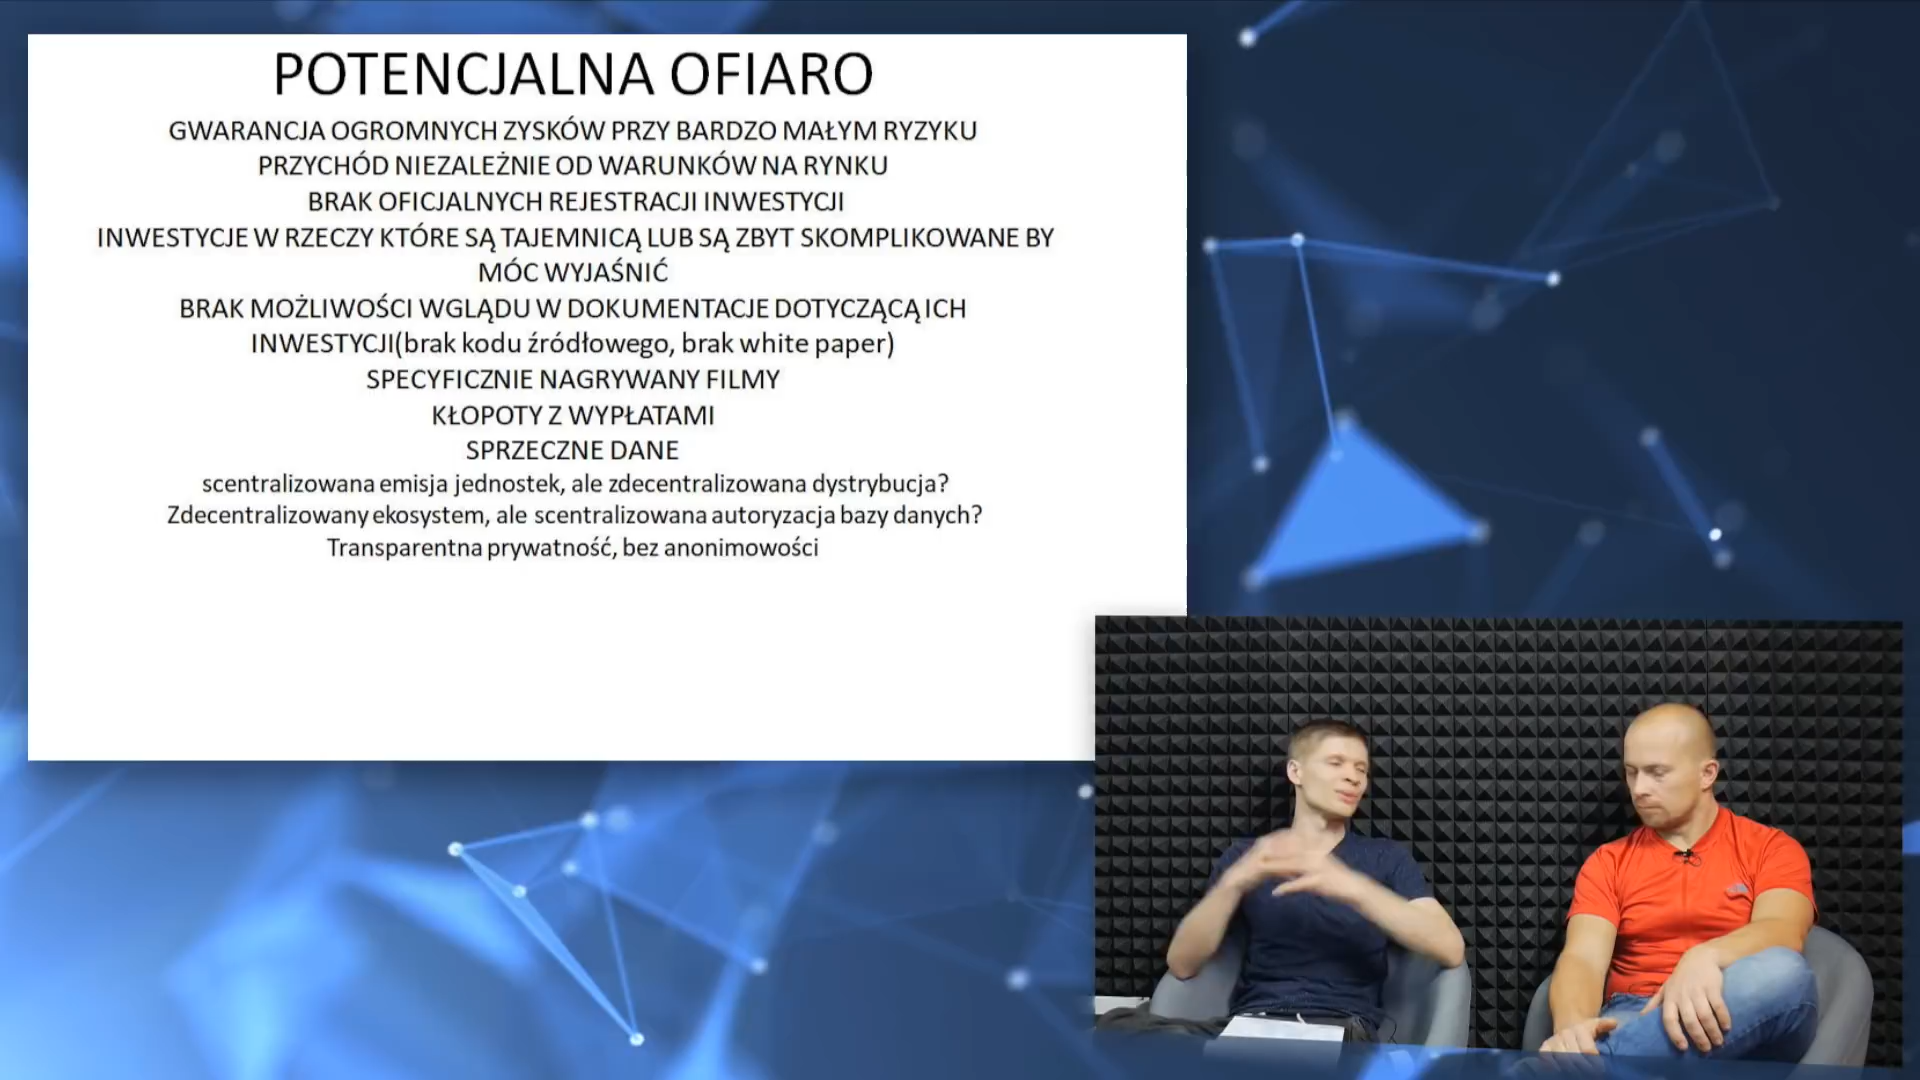 POTENCJALNA OFIARO
GWARANCJA OGROMNYCH ZYSKÓW PRZY BARDZO MAŁYM RYZYKU
PRZYCHÓD NIEZALEŻNIE OD WARUNKÓW NA RYNKU
BRAK OFICJALNYCH REJESTRACJI INWESTYCJI
INWESTYCJE W RZECZY KTÓRE SĄ TAJEMNICĄ LUB SĄ ZBYT SKOMPLIKOWANE BY
MÓC WYJAŚNIĆ
BRAK MOŻLIWOŚCI WGLĄDU W DOKUMENTACJE DOTYCZĄCĄ ICH
INWESTYCJI(brak kodu źródłowego, brak white paper)
SPECYFICZNIE NAGRYWANY FILMY
KŁOPOTY Z WYPŁATAMI
SPRZECZNE DANE
scentralizowana emisja jednostek, ale zdecentralizowana dystrybucja?
Zdecentralizowany ekosystem, ale scentralizowana autoryzacja bazy danych?
Transparentna prywatność, bez anonimowości